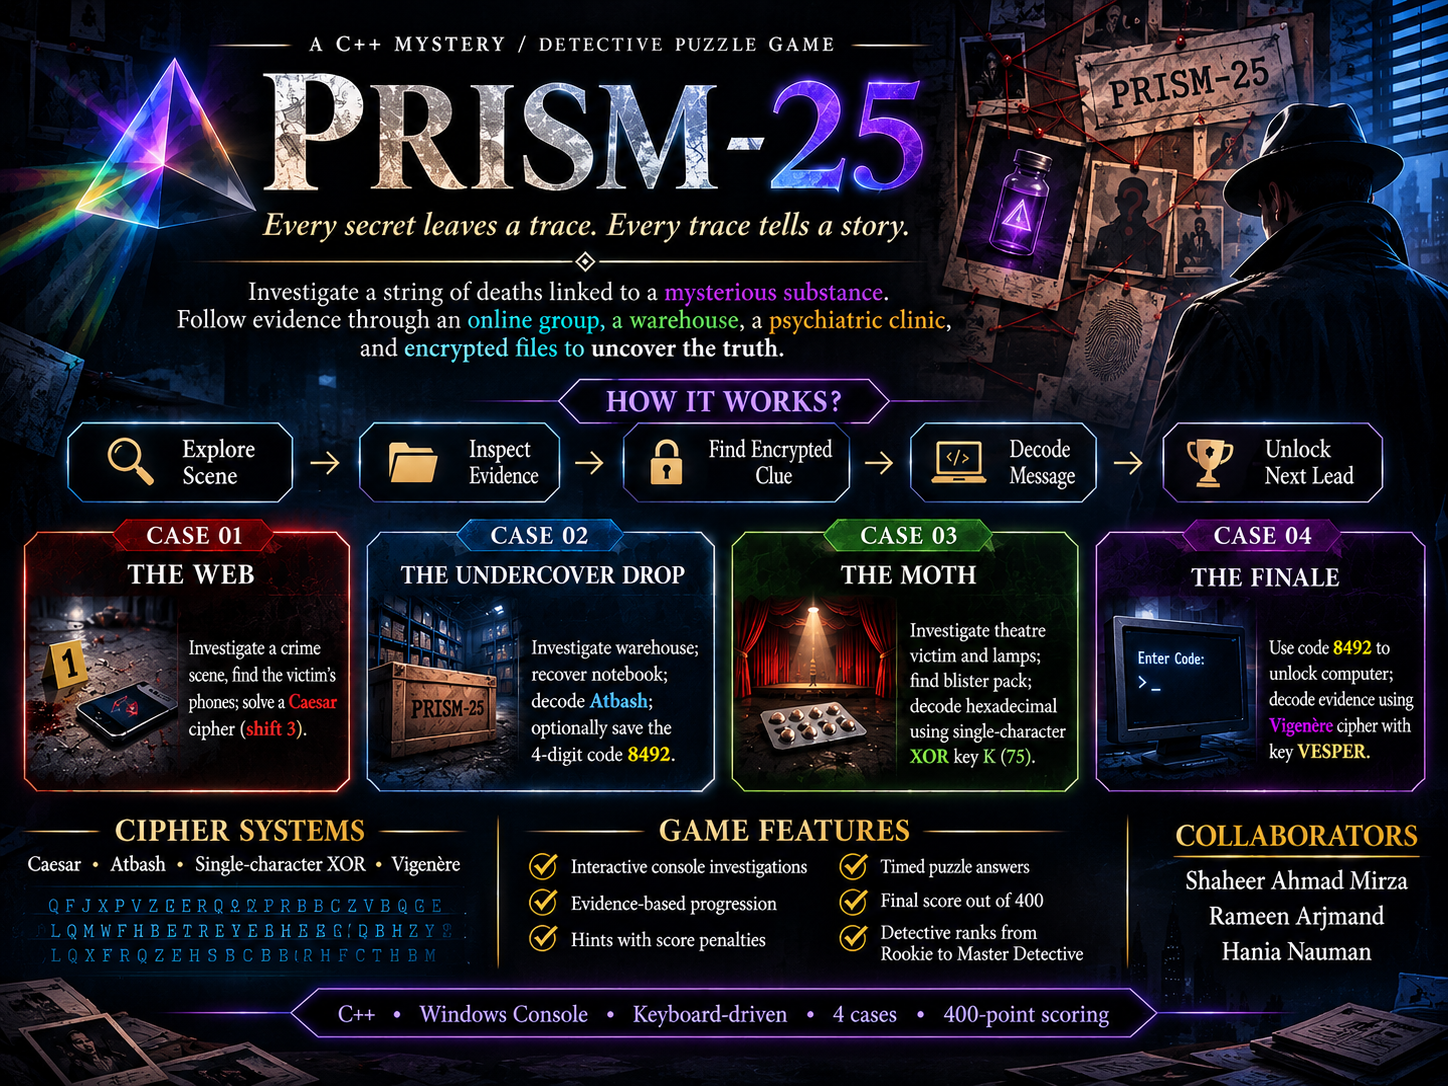 A C++ MYSTERY / DETECTIVE PUZZLE GAME
PRISM-25
Every secret leaves a trace. Every trace tells a story.
Investigate a string of deaths linked to a mysterious substance.
Follow evidence through an online group, a warehouse, a psychiatric clinic,
and encrypted files to uncover the truth.
PRISM-25
?
HOW IT WORKS?
Explore
Scene
Inspect
Evidence
Find Encrypted
Clue
</>
Decode
Message
Unlock
Next Lead
CASE 01
THE WEB
1
Investigate a crime
scene, find the victim's
phones; solve a Caesar
cipher (shift 3).
CASE 02
THE UNDERCOVER DROP
PRISM-25
Investigate warehouse;
recover notebook;
decode Atbash;
optionally save the
4-digit code 8492.
CASE 03
THE MOTH
Investigate theatre
victim and lamps;
find blister pack;
decode hexadecimal
using single-character
XOR key K (75).
CASE 04
THE FINALE
Enter Code:
>_
Use code 8492 to
unlock computer;
decode evidence using
Vigenère cipher with
key VESPER.
CIPHER SYSTEMS
Caesar • Atbash • Single-character XOR • Vigenère
GAME FEATURES
Interactive console investigations
Evidence-based progression
Hints with score penalties
Timed puzzle answers
Final score out of 400
Detective ranks from
Rookie to Master Detective
COLLABORATORS
Shaheer Ahmad Mirza
Rameen Arjmand
Hania Nauman
C++ • Windows Console • Keyboard-driven • 4 cases • 400-point scoring